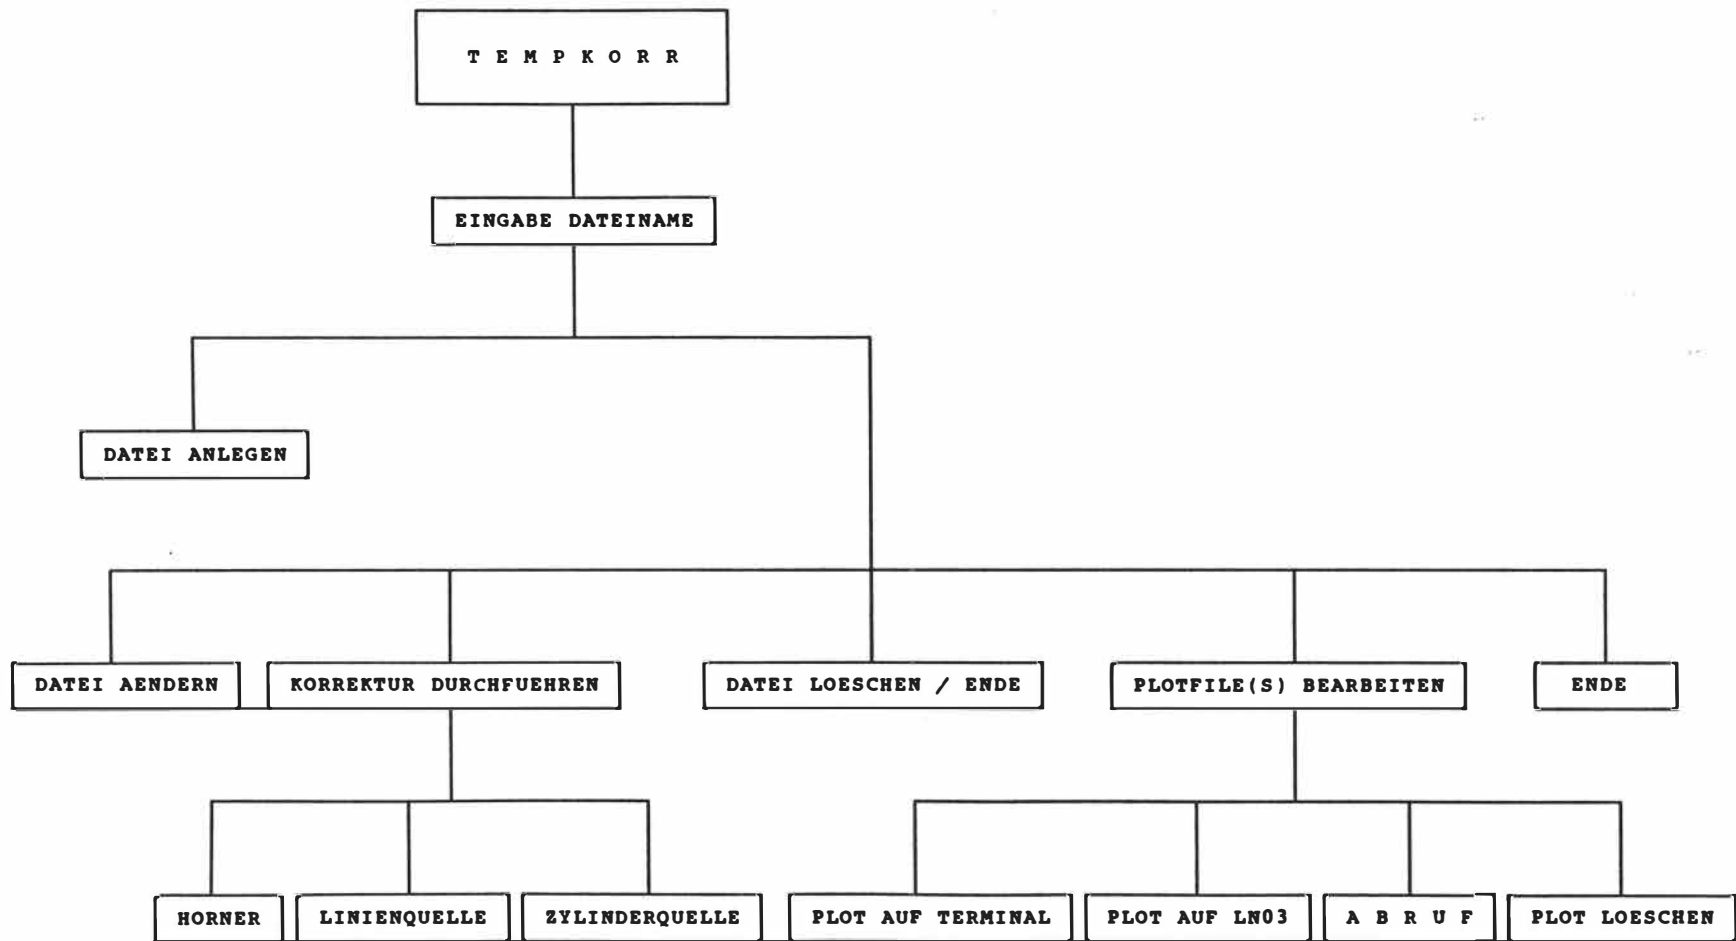 T E M P K O R R
EINGABE DATEINAME
DATEI ANLEGEN
DATEI AENDERN
KORREKTUR DURCHFUEHREN
DATEI LOESCHEN / ENDE
PLOTFILE(S) BEARBEITEN
ENDE
HORNER
LINIENQUELLE
ZYLINDERQUELLE
PLOT AUF TERMINAL
PLOT AUF LN03
A B R U F
PLOT LOESCHEN